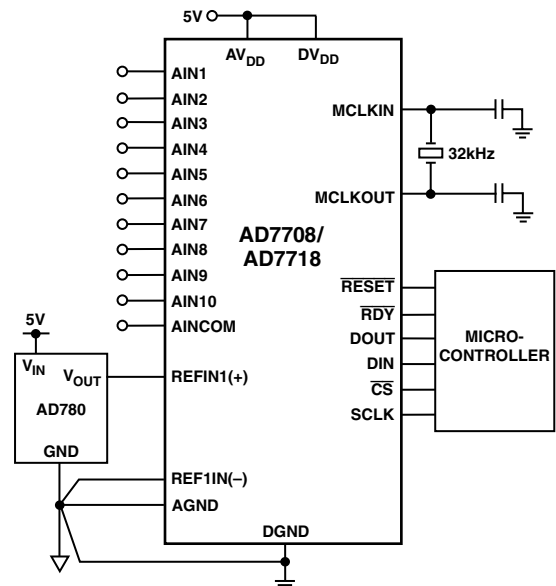 5V
AVDD DVDD
AIN1
AIN2
AIN3
AIN4
AIN5
AIN6
AIN7
AIN8
AIN9
AIN10
AINCOM
MCLKIN
32kHz
MCLKOUT
AD7708/
AD7718
RESET
RDY
DOUT
DIN
CS
SCLK
MICRO-
CONTROLLER
5V
VIN
VOUT
AD780
GND
REFIN1(+)
REF1IN(–)
AGND
DGND